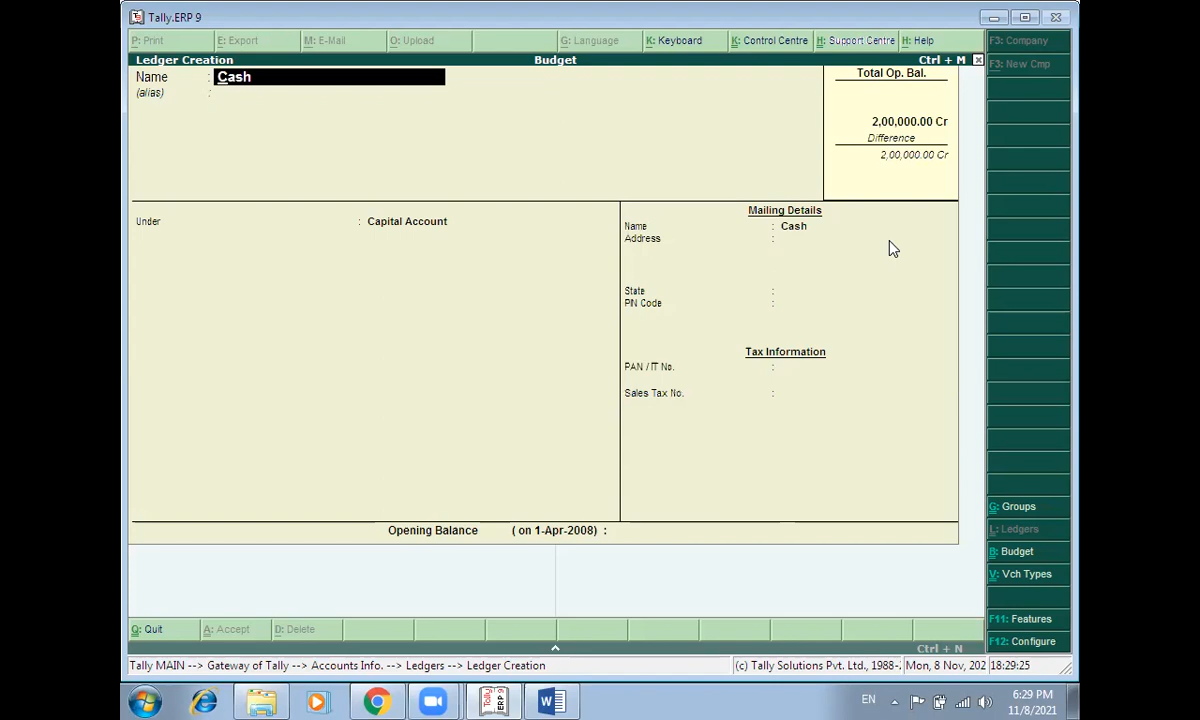 Tally.ERP 9
P: Print E: Export M: E-Mail O: Upload G: Language K: Keyboard K: Control Centre H: Support Centre H: Help F3: Company
Ledger Creation Budget Ctrl + M F3: New Cmp
Name : Cash
(alias) :
Total Op. Bal.
2,00,000.00 Cr
Difference
2,00,000.00 Cr
Under : Capital Account
Mailing Details
Name : Cash
Address :
State :
PIN Code :
Tax Information
PAN / IT No. :
Sales Tax No. :
Opening Balance ( on 1-Apr-2008) :
G: Groups
L: Ledgers
B: Budget
V: Vch Types
F11: Features
F12: Configure
Q: Quit A: Accept D: Delete
Ctrl + N
Tally MAIN --> Gateway of Tally --> Accounts Info. --> Ledgers --> Ledger Creation (c) Tally Solutions Pvt. Ltd., 1988-. Mon, 8 Nov, 202 18:29:25
Tally ERP 9
EN 6:29 PM
11/8/2021